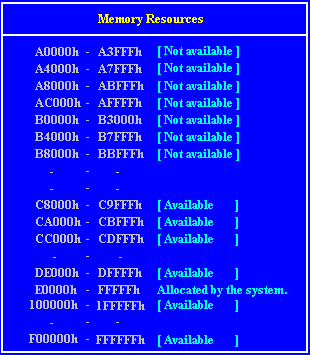 Memory Resources
A0000h - A3FFFh [ Not available ]
A4000h - A7FFFh [ Not available ]
A8000h - ABFFFh [ Not available ]
AC000h - AFFFFh [ Not available ]
B0000h - B3000h [ Not available ]
B4000h - B7FFFh [ Not available ]
B8000h - BBFFFh [ Not available ]
- - -
- - -
C8000h - C9FFFh [ Available ]
CA000h - CBFFFh [ Available ]
CC000h - CDFFFh [ Available ]
- - -
DE000h - DFFFFh [ Available ]
E0000h - FFFFFh Allocated by the system.
100000h - 1FFFFFh [ Available ]
- - -
F00000h - FFFFFFh [ Available ]